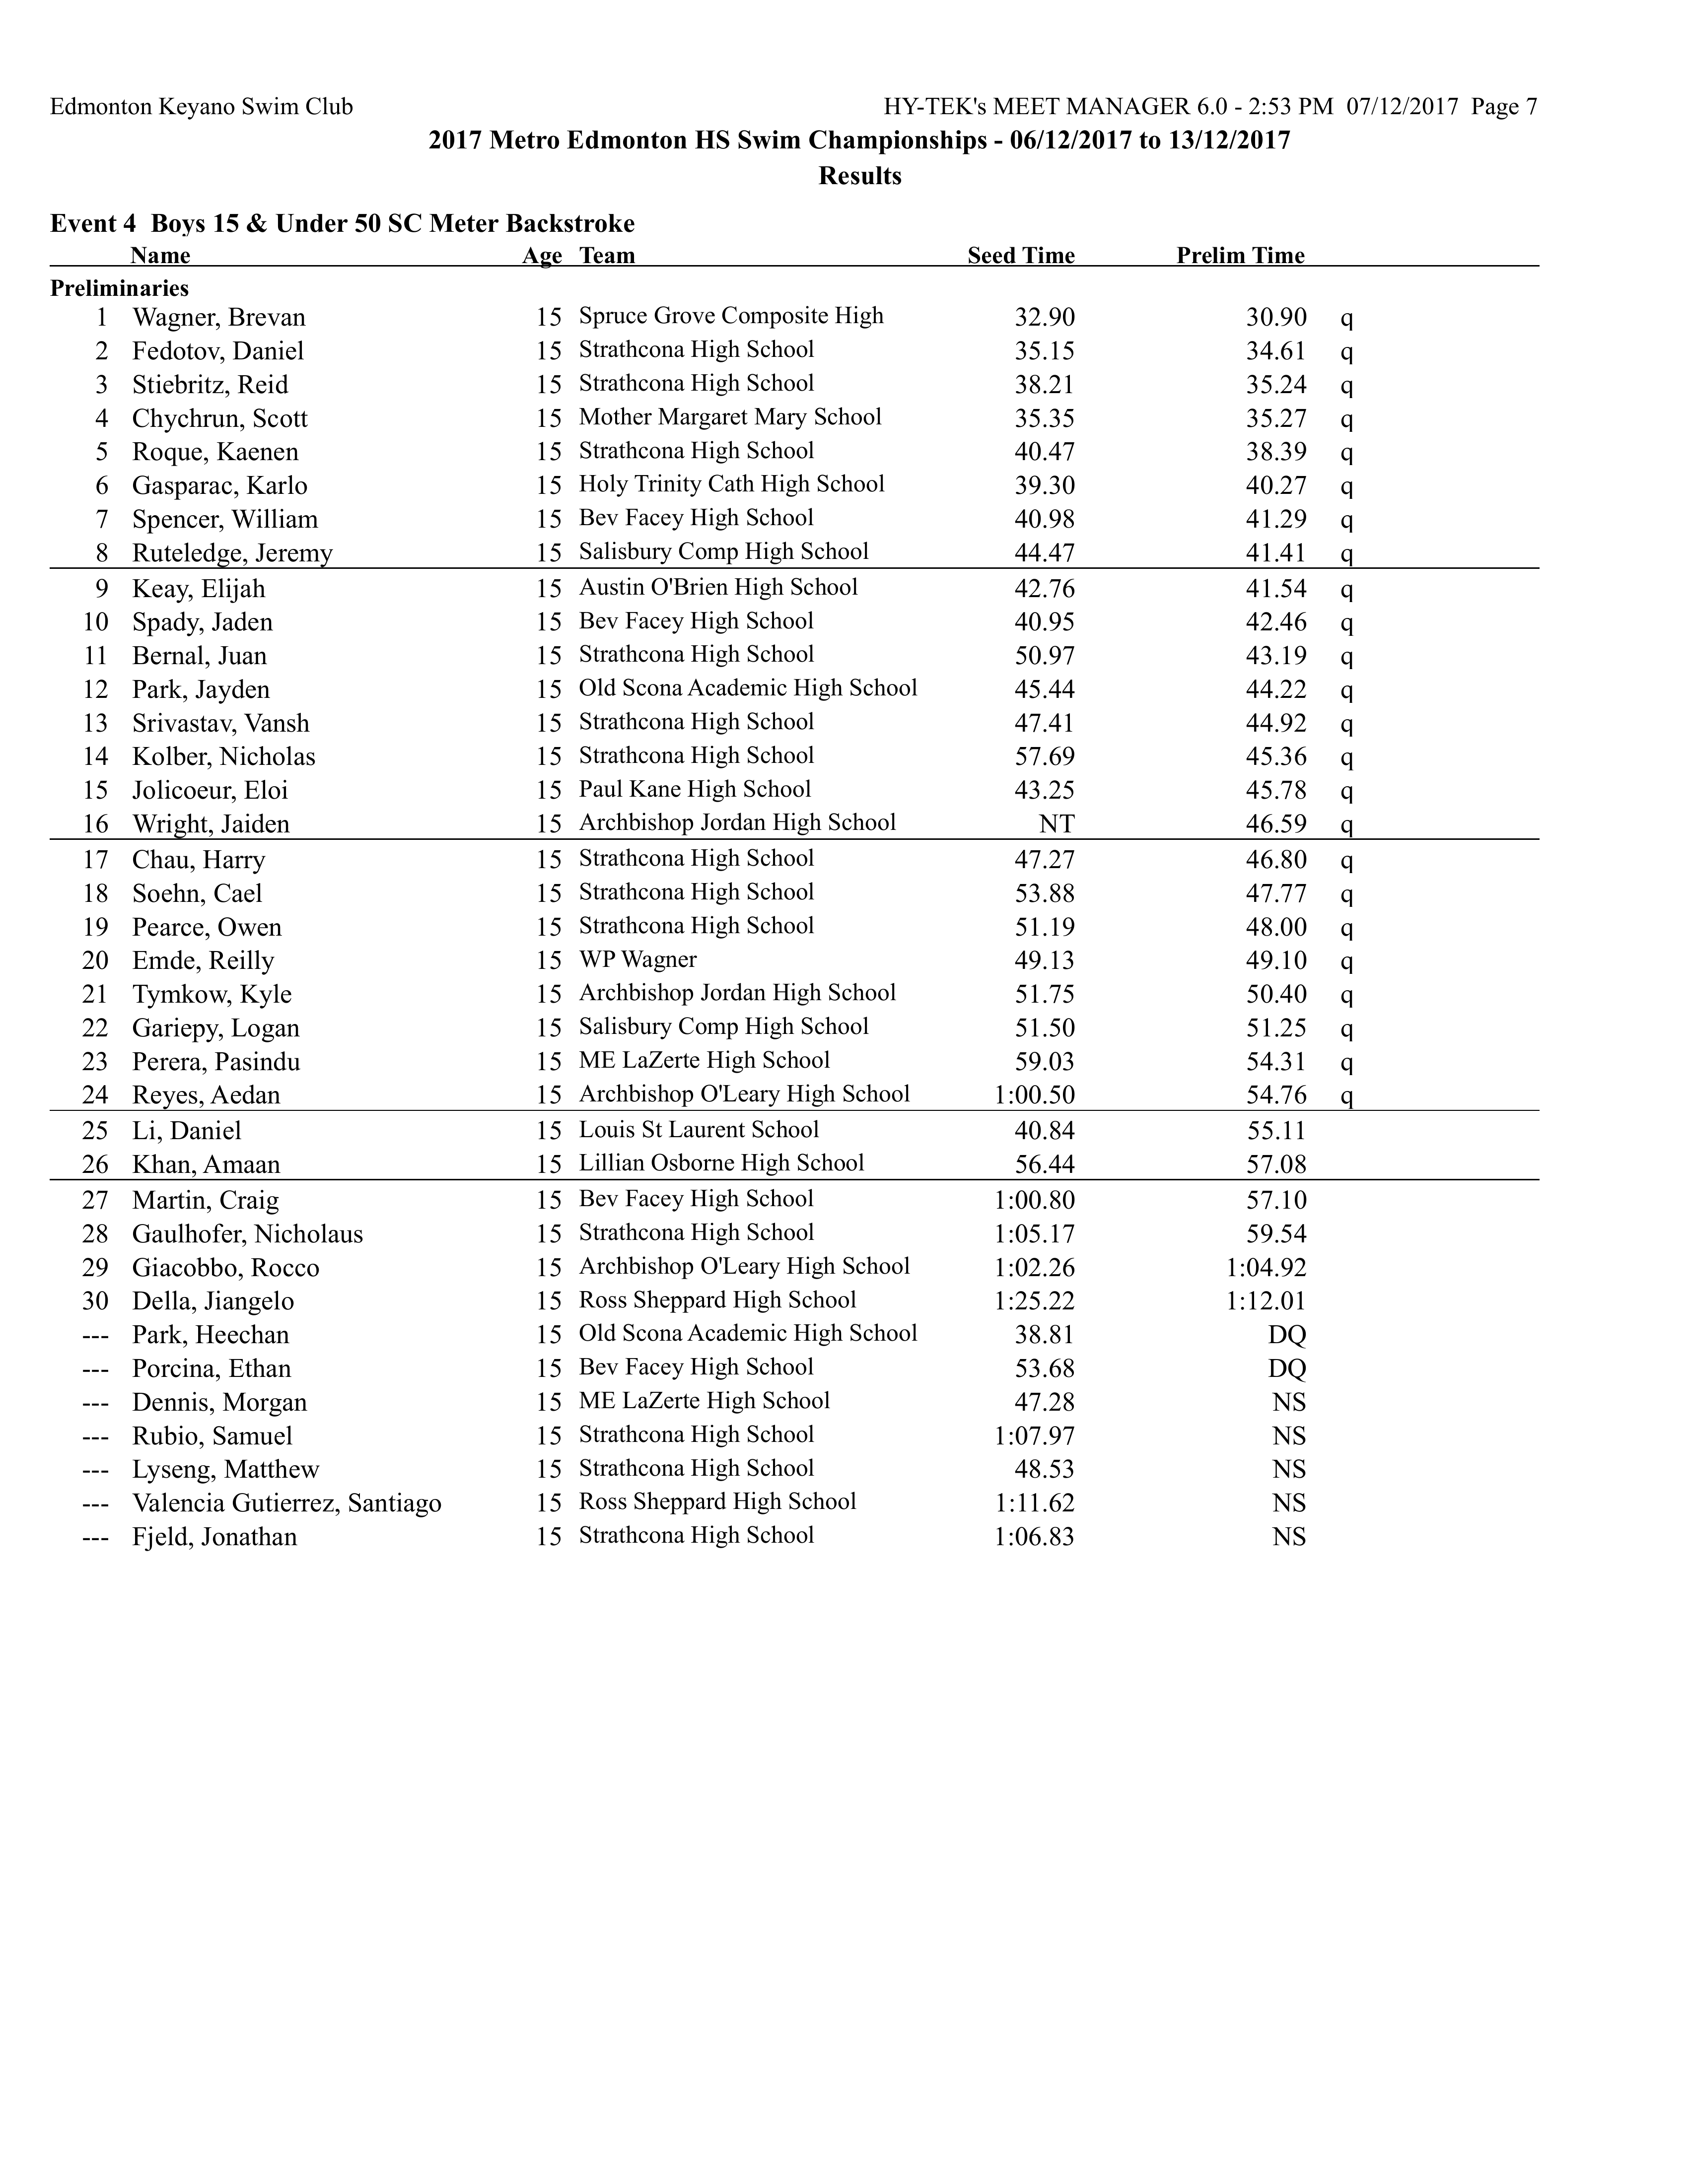 Edmonton Keyano Swim Club HY-TEK's MEET MANAGER 6.0 - 2:53 PM 07/12/2017 Page 7
2017 Metro Edmonton HS Swim Championships - 06/12/2017 to 13/12/2017
Results
Event 4 Boys 15 & Under 50 SC Meter Backstroke
Name Age Team Seed Time Prelim Time
Preliminaries
1 Wagner, Brevan 15 Spruce Grove Composite High 32.90 30.90 q
2 Fedotov, Daniel 15 Strathcona High School 35.15 34.61 q
3 Stiebritz, Reid 15 Strathcona High School 38.21 35.24 q
4 Chychrun, Scott 15 Mother Margaret Mary School 35.35 35.27 q
5 Roque, Kaenen 15 Strathcona High School 40.47 38.39 q
6 Gasparac, Karlo 15 Holy Trinity Cath High School 39.30 40.27 q
7 Spencer, William 15 Bev Facey High School 40.98 41.29 q
8 Ruteledge, Jeremy 15 Salisbury Comp High School 44.47 41.41 q
9 Keay, Elijah 15 Austin O'Brien High School 42.76 41.54 q
10 Spady, Jaden 15 Bev Facey High School 40.95 42.46 q
11 Bernal, Juan 15 Strathcona High School 50.97 43.19 q
12 Park, Jayden 15 Old Scona Academic High School 45.44 44.22 q
13 Srivastav, Vansh 15 Strathcona High School 47.41 44.92 q
14 Kolber, Nicholas 15 Strathcona High School 57.69 45.36 q
15 Jolicoeur, Eloi 15 Paul Kane High School 43.25 45.78 q
16 Wright, Jaiden 15 Archbishop Jordan High School NT 46.59 q
17 Chau, Harry 15 Strathcona High School 47.27 46.80 q
18 Soehn, Cael 15 Strathcona High School 53.88 47.77 q
19 Pearce, Owen 15 Strathcona High School 51.19 48.00 q
20 Emde, Reilly 15 WP Wagner 49.13 49.10 q
21 Tymkow, Kyle 15 Archbishop Jordan High School 51.75 50.40 q
22 Gariepy, Logan 15 Salisbury Comp High School 51.50 51.25 q
23 Perera, Pasindu 15 ME LaZerte High School 59.03 54.31 q
24 Reyes, Aedan 15 Archbishop O'Leary High School 1:00.50 54.76 q
25 Li, Daniel 15 Louis St Laurent School 40.84 55.11
26 Khan, Amaan 15 Lillian Osborne High School 56.44 57.08
27 Martin, Craig 15 Bev Facey High School 1:00.80 57.10
28 Gaulhofer, Nicholaus 15 Strathcona High School 1:05.17 59.54
29 Giacobbo, Rocco 15 Archbishop O'Leary High School 1:02.26 1:04.92
30 Della, Jiangelo 15 Ross Sheppard High School 1:25.22 1:12.01
--- Park, Heechan 15 Old Scona Academic High School 38.81 DQ
--- Porcina, Ethan 15 Bev Facey High School 53.68 DQ
--- Dennis, Morgan 15 ME LaZerte High School 47.28 NS
--- Rubio, Samuel 15 Strathcona High School 1:07.97 NS
--- Lyseng, Matthew 15 Strathcona High School 48.53 NS
--- Valencia Gutierrez, Santiago 15 Ross Sheppard High School 1:11.62 NS
--- Fjeld, Jonathan 15 Strathcona High School 1:06.83 NS